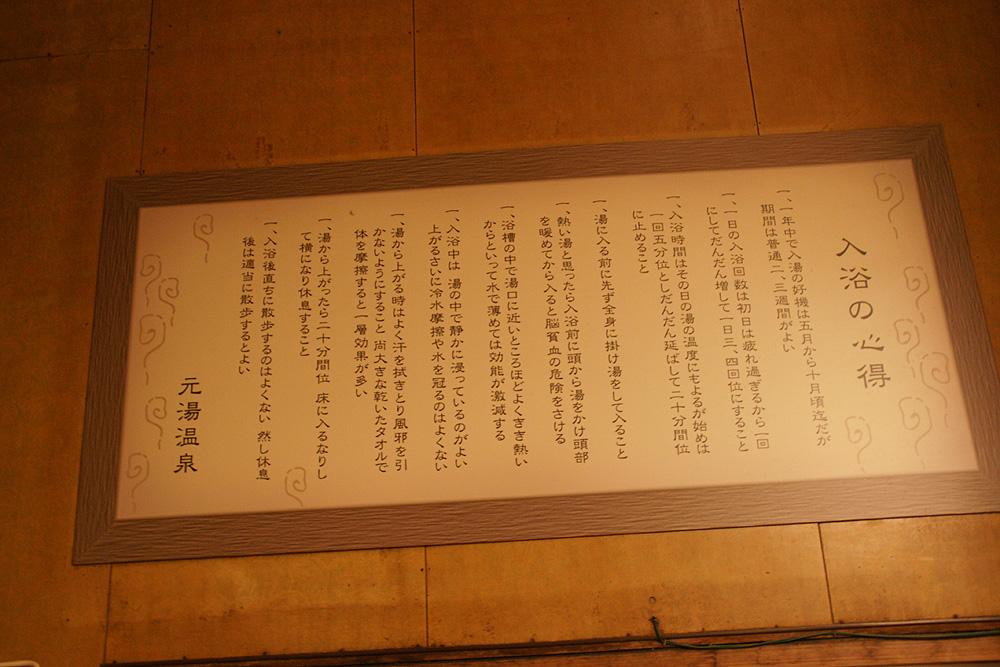 入浴の心得
一、一年中で入湯の好機は五月から十月頃迄だが
期間は普通二、三週間がよい
一、一日の入浴回数は初日は疲れ過ぎるから一回
にしてだんだん増して一日三、四回位にすること
一、入浴時間はその日の湯の温度にもよるが始めは
一回五分位としだんだん延ばして二十分間位
に止めること
一、湯に入る前に先ず全身に掛け湯をして入ること
一、熱い湯と思ったら入浴前に頭から湯をかけ頭部
を暖めてから入ると脳貧血の危険をさける
一、浴槽の中で湯口に近いところほどよくきき熱い
からといって水で薄めては効能が激減する
一、入浴中は 湯の中で静かに浸っているのがよい
上がるさいに冷水摩擦や水を冠るのはよくない
一、湯から上がる時はよく汗を拭きとり風邪を引
かないようにすること 尚大きな乾いたタオルで
体を摩擦すると一層効果が多い
一、湯から上がったら二十分間位 床に入るなりし
て横になり休息すること
一、入浴後直ちに散歩するのはよくない 然し休息
後は適当に散歩するとよい
元湯温泉